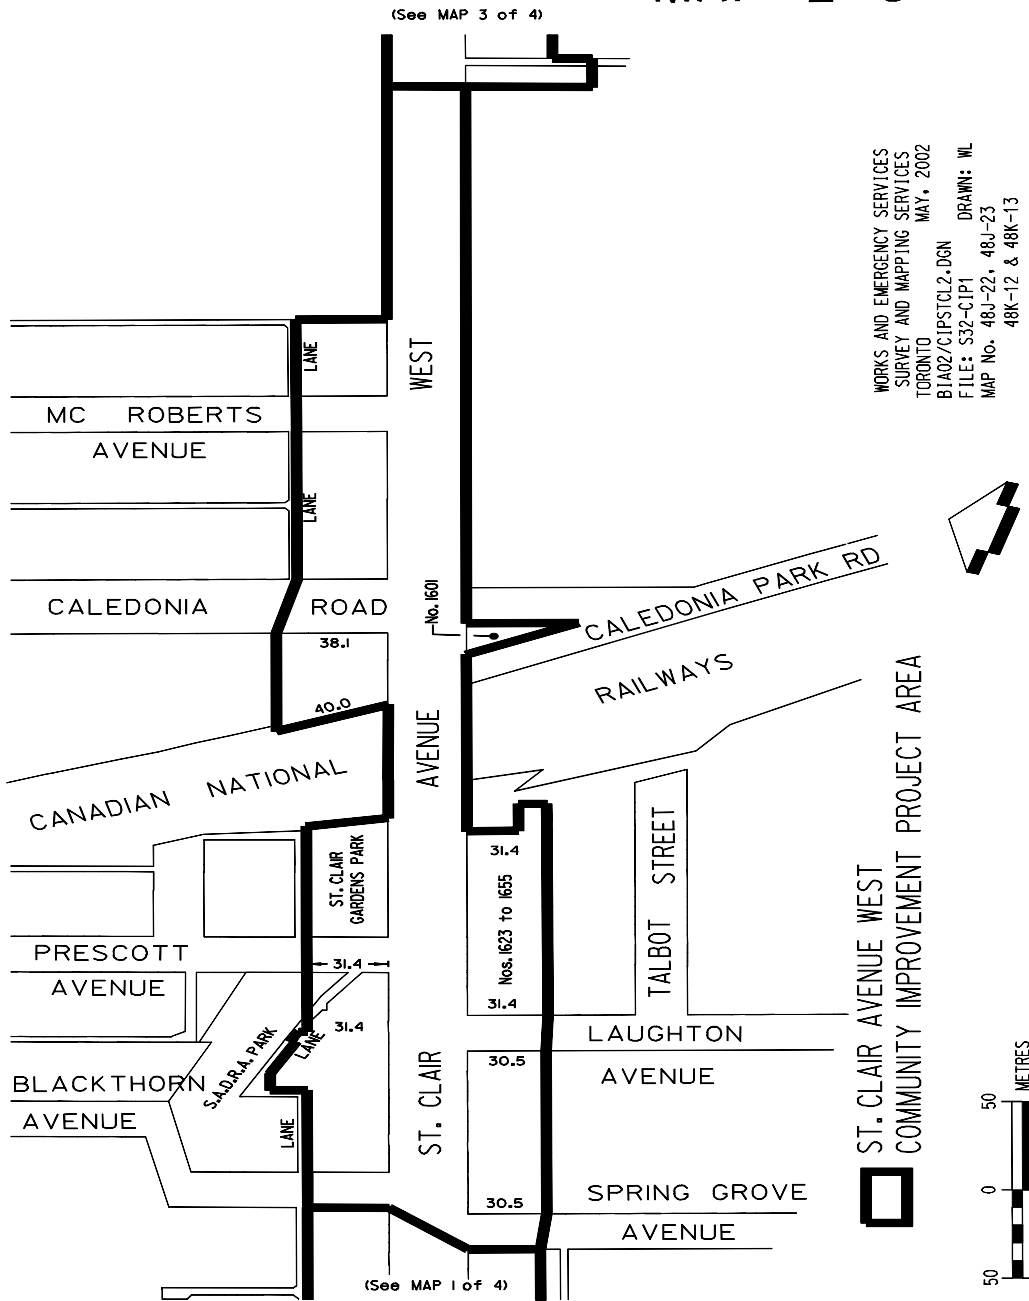 (See MAP 3 of 4)
WORKS AND EMERGENCY SERVICES
SURVEY AND MAPPING SERVICES
TORONTO MAY, 2002
BIA02/CIPSTCL2.DGN
FILE: S32-CIP1 DRAWN: WL
MAP No. 48J-22, 48J-23
48K-12 & 48K-13
LANE
WEST
MC ROBERTS
AVENUE
LANE
CALEDONIA ROAD
No. 1601
CALEDONIA PARK RD
38.1
40.0
RAILWAYS
AVENUE
CANADIAN NATIONAL
ST. CLAIR
GARDENS PARK
31.4
Nos. 1623 to 1655
31.4
TALBOT STREET
PRESCOTT
AVENUE
31.4
31.4
LANE
S.A.D.R.A. PARK
LAUGHTON
AVENUE
30.5
BLACKTHORN
AVENUE
LANE
ST. CLAIR
30.5
SPRING GROVE
AVENUE
(See MAP 1 of 4)
ST. CLAIR AVENUE WEST
COMMUNITY IMPROVEMENT PROJECT AREA
50 0 50
METRES